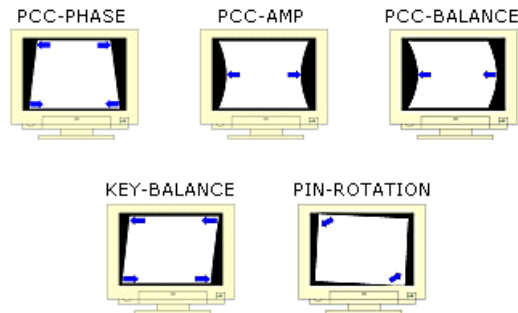 PCC-PHASE
PCC-AMP
PCC-BALANCE
KEY-BALANCE
PIN-ROTATION